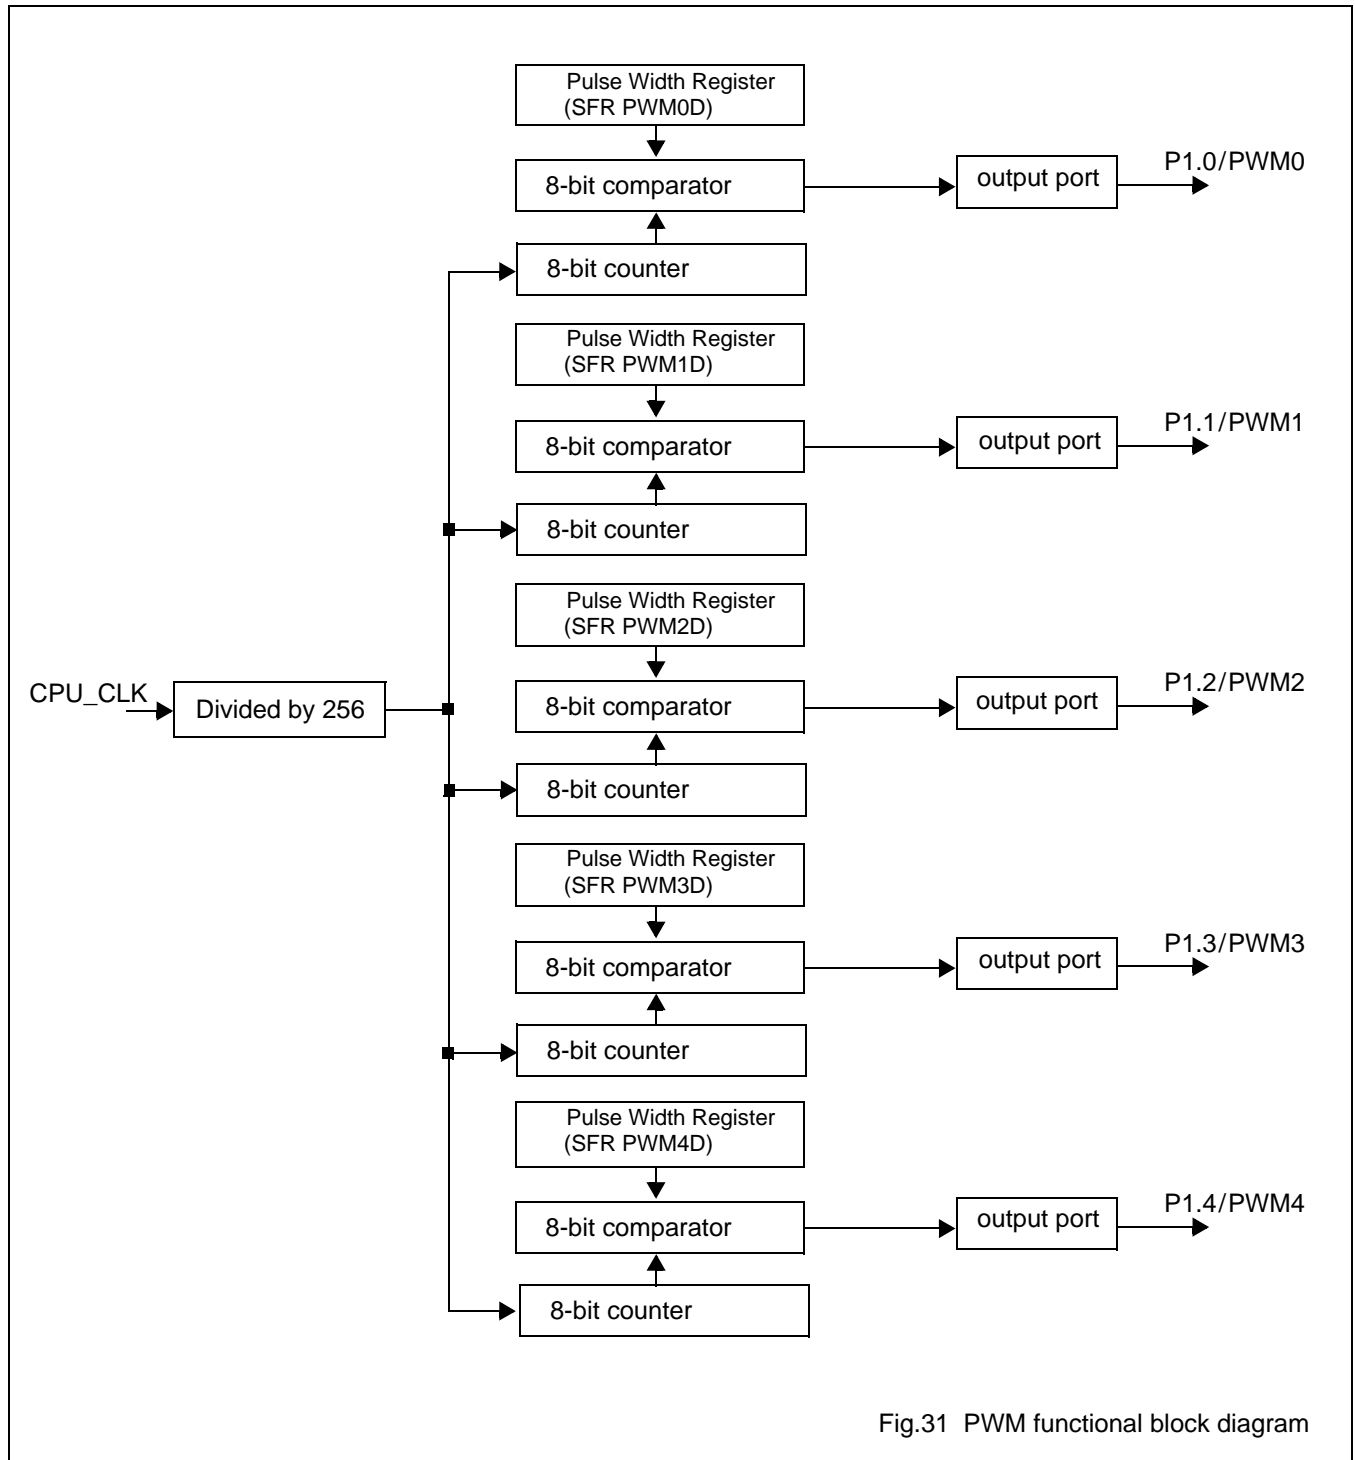 Pulse Width Register
(SFR PWM0D)
8-bit comparator
output port
P1.0/PWM0
8-bit counter
Pulse Width Register
(SFR PWM1D)
8-bit comparator
output port
P1.1/PWM1
8-bit counter
Pulse Width Register
(SFR PWM2D)
CPU_CLK
Divided by 256
8-bit comparator
output port
P1.2/PWM2
8-bit counter
Pulse Width Register
(SFR PWM3D)
8-bit comparator
output port
P1.3/PWM3
8-bit counter
Pulse Width Register
(SFR PWM4D)
8-bit comparator
output port
P1.4/PWM4
8-bit counter
Fig.31 PWM functional block diagram